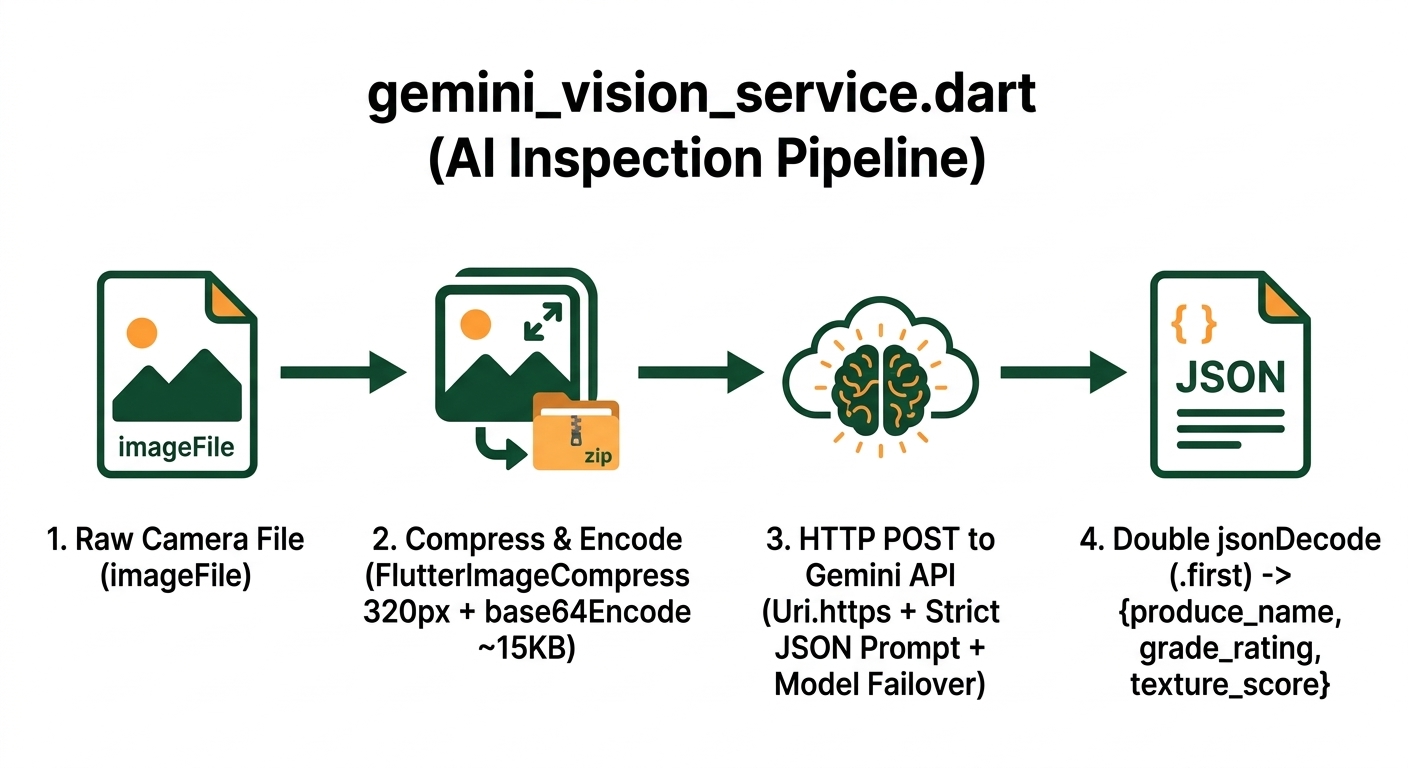 gemini_vision_service.dart
(AI Inspection Pipeline)
imageFile
zip
{ }
JSON
1. Raw Camera File
(imageFile)
2. Compress & Encode
(FlutterImageCompress
320px + base64Encode
~15KB)
3. HTTP POST to
Gemini API
(Uri.https + Strict
JSON Prompt +
Model Failover)
4. Double jsonDecode
(.first) ->
{produce_name,
grade_rating,
texture_score}